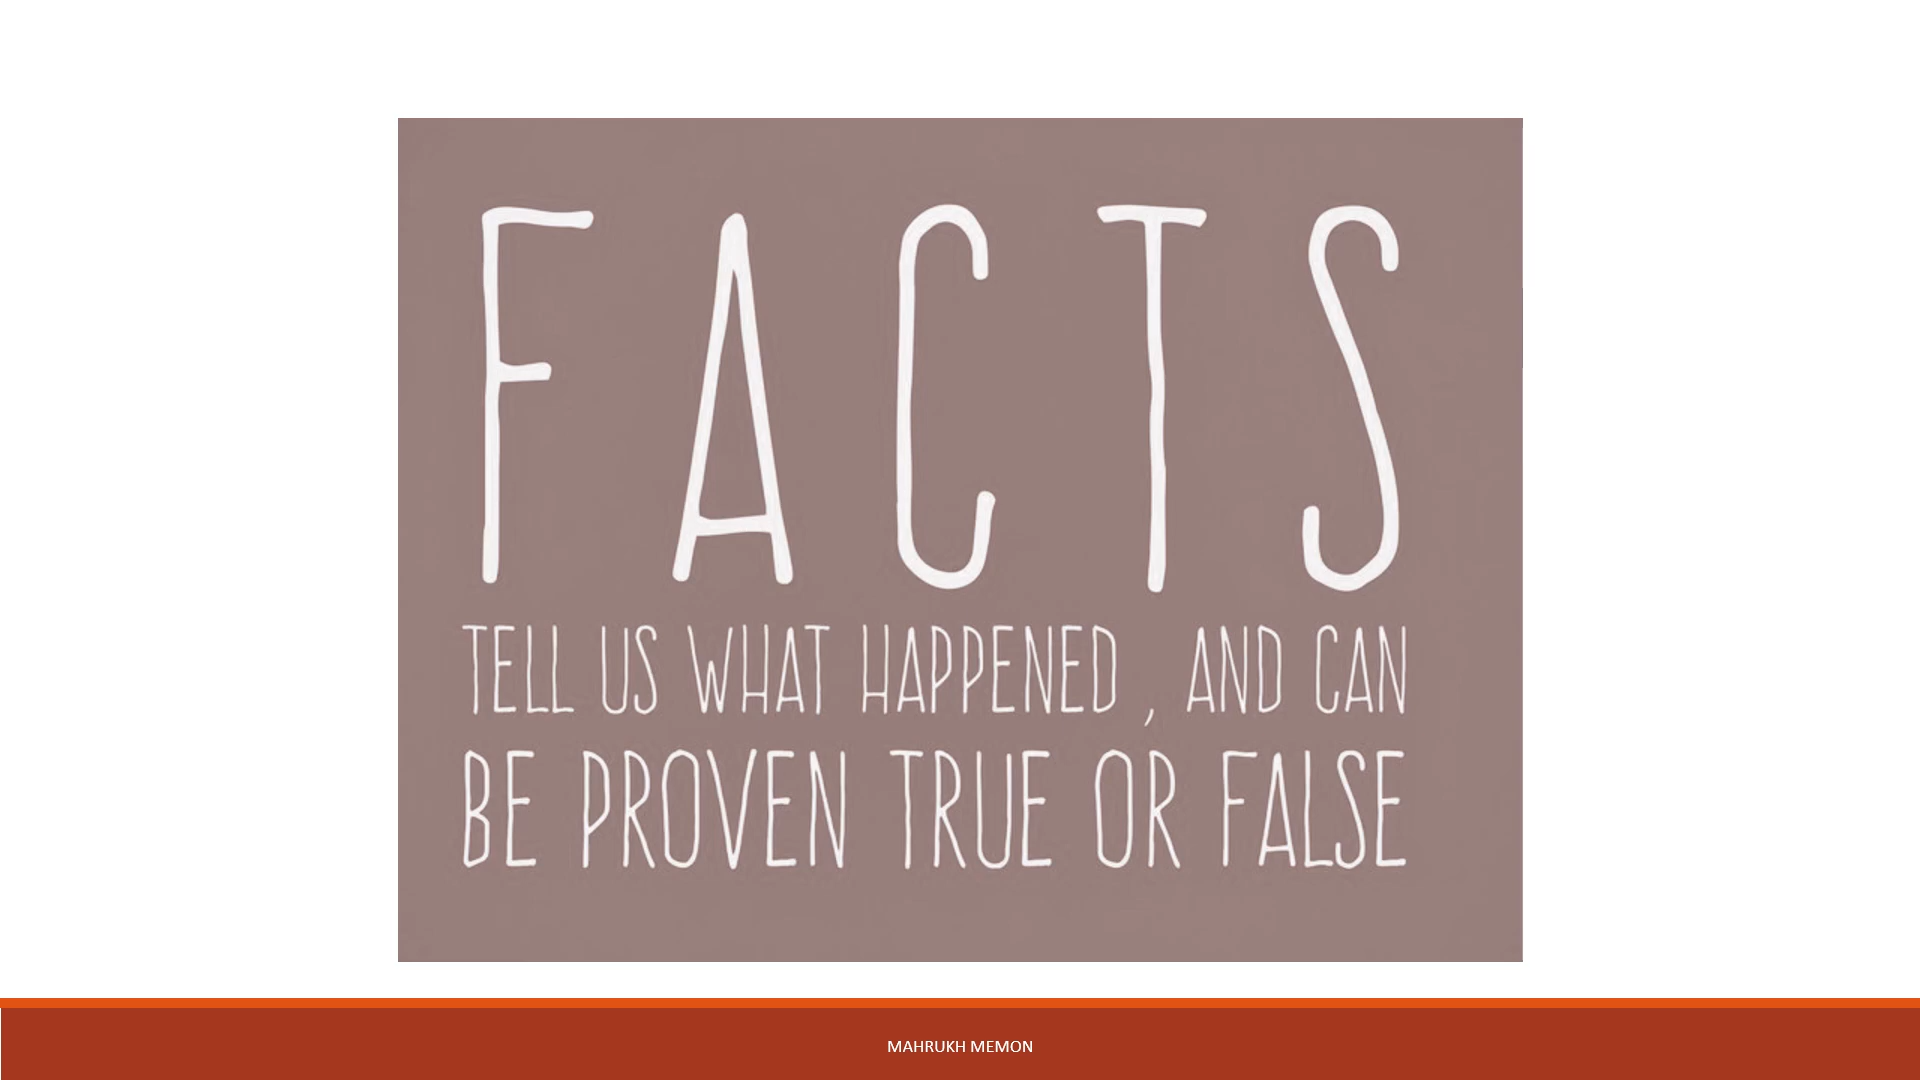 FACTS
TELL US WHAT HAPPENED , AND CAN
BE PROVEN TRUE OR FALSE
MAHRUKH MEMON